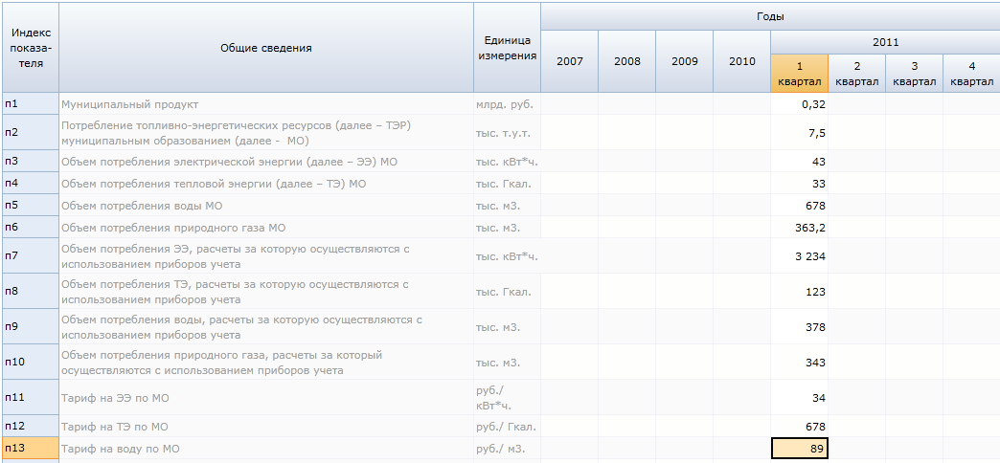 Индекс показа- теля
Общие сведения
Единица измерения
Годы
2007
2008
2009
2010
2011
1 квартал
2 квартал
3 квартал
4 квартал
п1 Муниципальный продукт млрд. руб. 0,32
п2 Потребление топливно-энергетических ресурсов (далее – ТЭР)
муниципальным образованием (далее - МО) тыс. т.у.т. 7,5
п3 Объем потребления электрической энергии (далее – ЭЭ) МО тыс. кВт*ч. 43
п4 Объем потребления тепловой энергии (далее – ТЭ) МО тыс. Гкал. 33
п5 Объем потребления воды МО тыс. м3. 678
п6 Объем потребления природного газа МО тыс. м3. 363,2
п7 Объем потребления ЭЭ, расчеты за которую осуществляются с
использованием приборов учета тыс. кВт*ч. 3 234
п8 Объем потребления ТЭ, расчеты за которую осуществляются с
использованием приборов учета тыс. Гкал. 123
п9 Объем потребления воды, расчеты за которую осуществляются с
использованием приборов учета тыс. м3. 378
п10 Объем потребления природного газа, расчеты за который
осуществляются с использованием приборов учета тыс. м3. 343
п11 Тариф на ЭЭ по МО руб./ кВт*ч. 34
п12 Тариф на ТЭ по МО руб./ Гкал. 678
п13 Тариф на воду по МО руб./ м3. 89